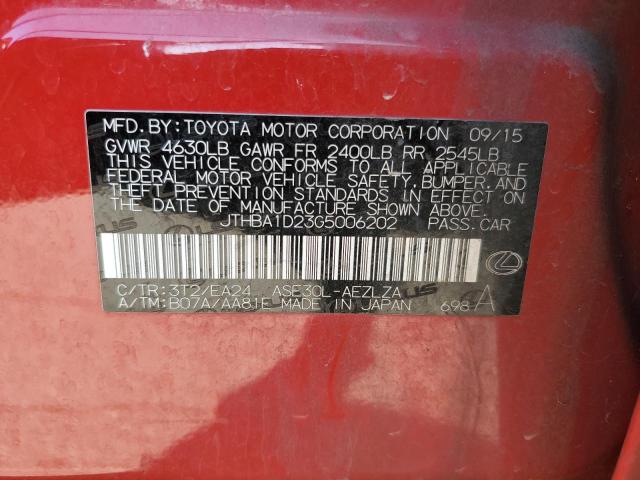 MFD.BY:TOYOTA MOTOR CORPORATION 09/15
GVWR 4630LB GAWR FR 2400LB RR 2545LB
THIS VEHICLE CONFORMS TO ALL APPLICABLE
FEDERAL MOTOR VEHICLE SAFETY,BUMPER,AND
THEFT PREVENTION STANDARDS IN EFFECT ON
THE DATE OF MANUFACTURE SHOWN ABOVE.
JTHBA1D23G5006202 PASS.CAR
C/TR:3T2/EA24 ASE30L-AEZLZA
A/TM:B07A/AA81E MADE IN JAPAN 698 A